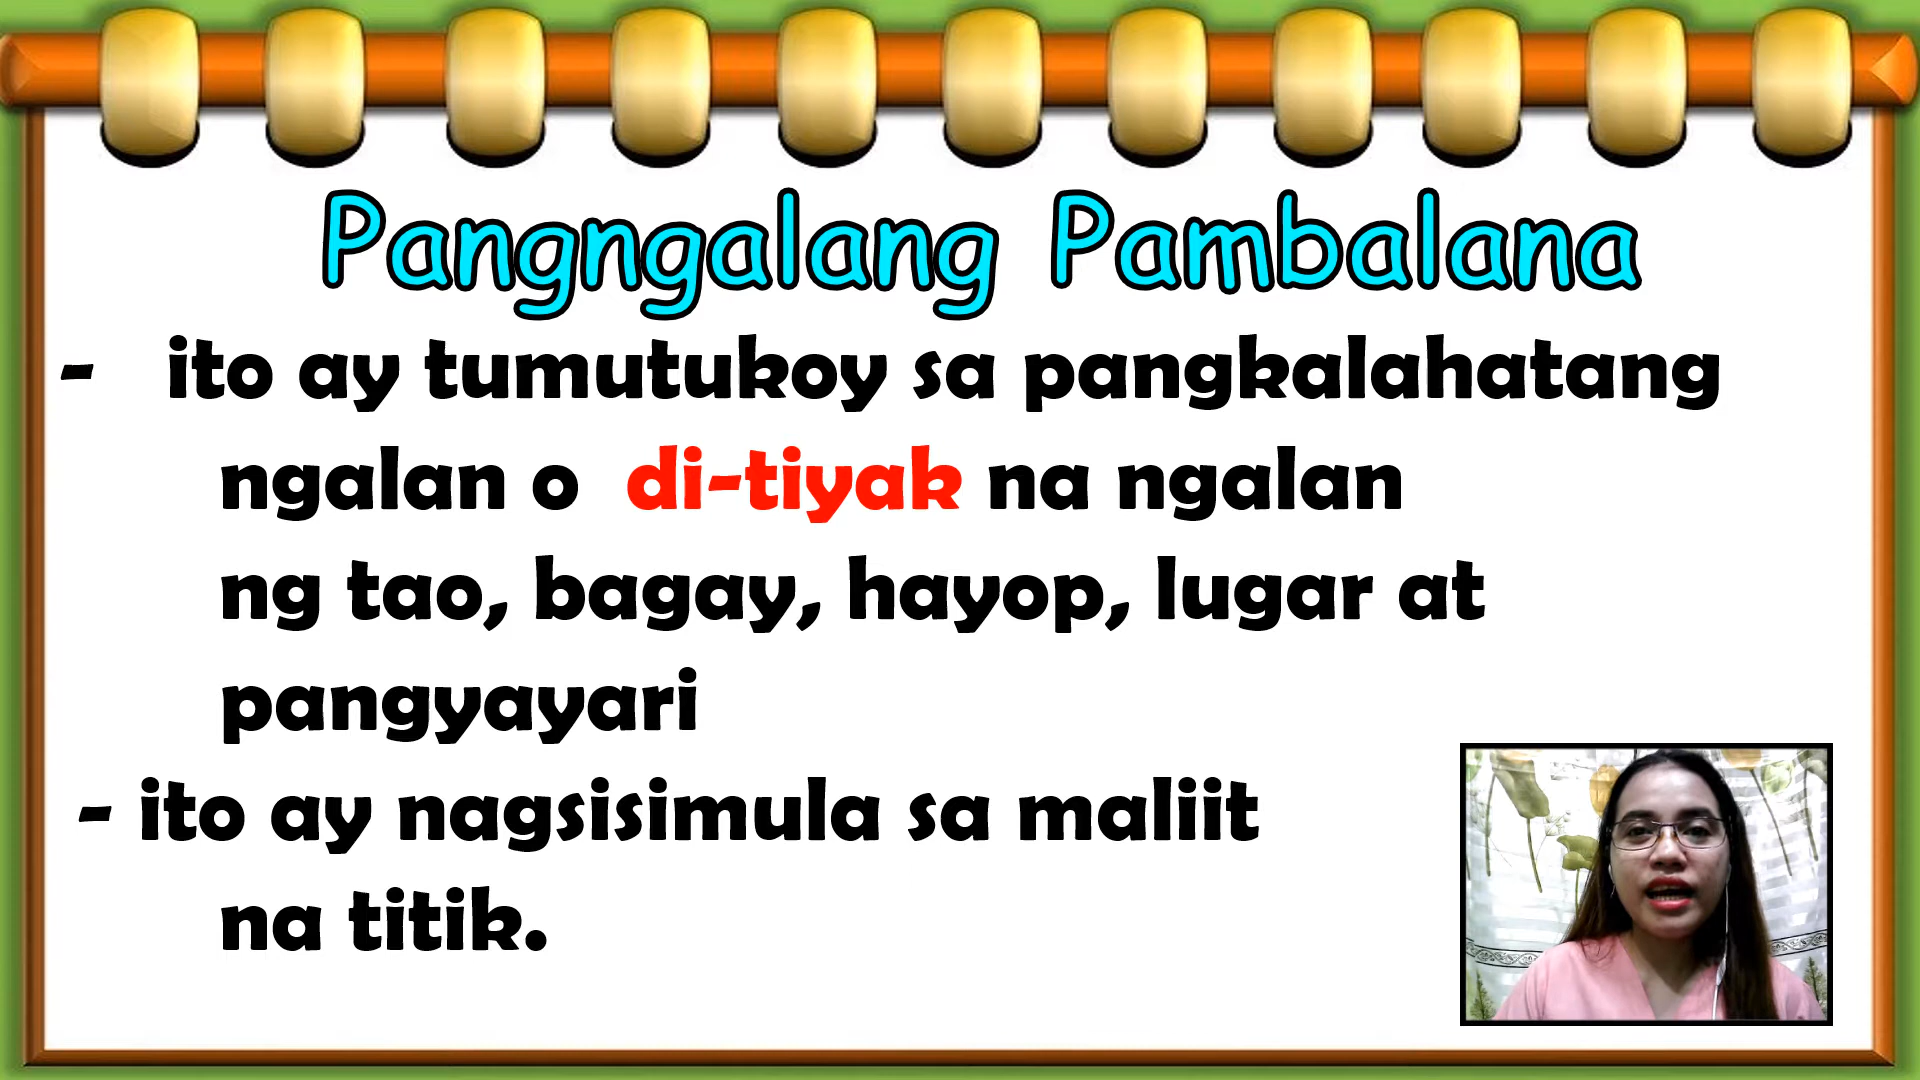 Pangngalang Pambalana
- ito ay tumutukoy sa pangkalahatang
ngalan o di-tiyak na ngalan
ng tao, bagay, hayop, lugar at
pangyayari
- ito ay nagsisimula sa maliit
na titik.